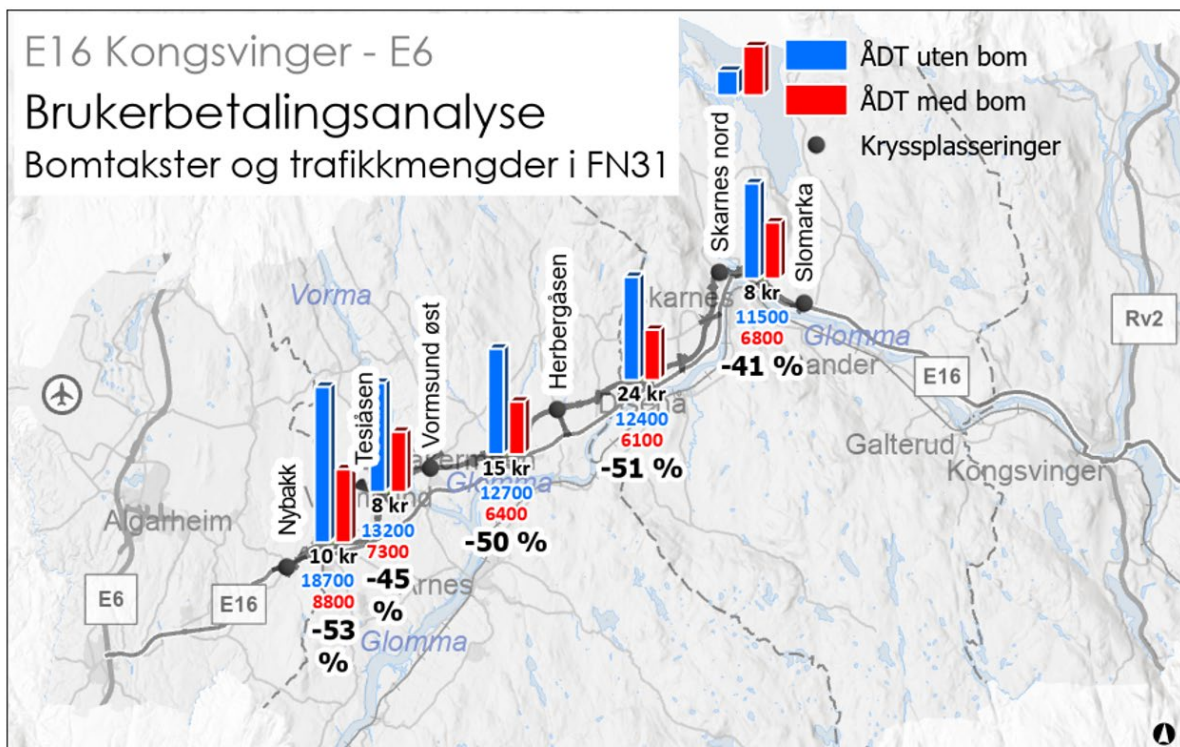 E16 Kongsvinger - E6
Brukerbetalingsanalyse
Bomtakster og trafikkmengder i FN31
ÅDT uten bom
ÅDT med bom
Kryssplasseringer
Skarnes nord
Slomarka
8 kr
11500
6800
-41 %
Glomma
Rv2
E16
Galterud
Kongsvinger
Herbergåsen
24 kr
12400
6100
-51 %
Vorma
Vormsund øst
15 kr
12700
6400
-50 %
Glomma
Tesiåsen
8 kr
13200
7300
-45
%
Nybakk
10 kr
18700
8800
-53
%
Algarheim
E6
E16
Glomma